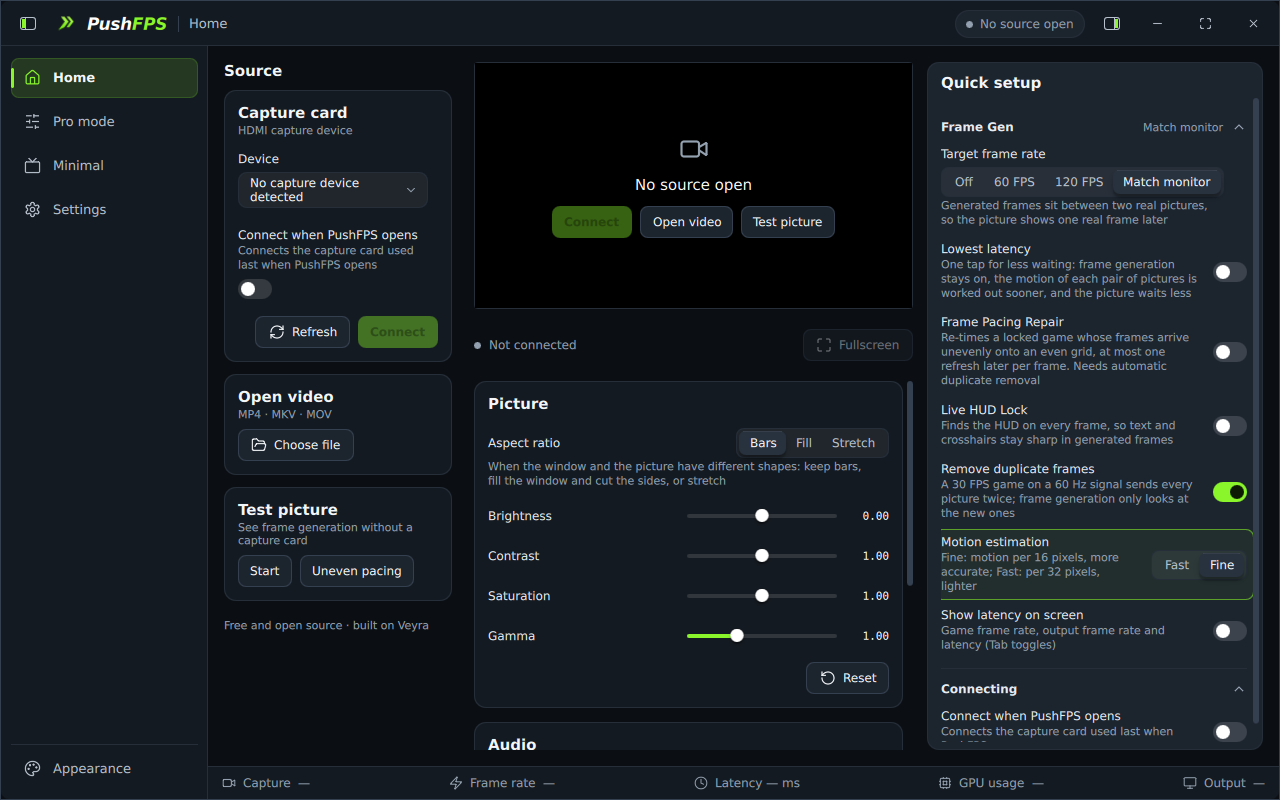 PushFPS
Home
No source open
Home
Pro mode
Minimal
Settings
Appearance
Source
Capture card
HDMI capture device
Device
No capture device
detected
Connect when PushFPS opens
Connects the capture card used
last when PushFPS opens
Refresh
Connect
Open video
MP4 · MKV · MOV
Choose file
Test picture
See frame generation without a
capture card
Start
Uneven pacing
Free and open source · built on Veyra
No source open
Connect
Open video
Test picture
Not connected
Fullscreen
Picture
Aspect ratio
Bars
Fill
Stretch
When the window and the picture have different shapes: keep bars,
fill the window and cut the sides, or stretch
Brightness
0.00
Contrast
1.00
Saturation
1.00
Gamma
1.00
Reset
Audio
Quick setup
Frame Gen
Match monitor
Target frame rate
Off
60 FPS
120 FPS
Match monitor
Generated frames sit between two real pictures,
so the picture shows one real frame later
Lowest latency
One tap for less waiting: frame generation
stays on, the motion of each pair of pictures is
worked out sooner, and the picture waits less
Frame Pacing Repair
Re-times a locked game whose frames arrive
unevenly onto an even grid, at most one
refresh later per frame. Needs automatic
duplicate removal
Live HUD Lock
Finds the HUD on every frame, so text and
crosshairs stay sharp in generated frames
Remove duplicate frames
A 30 FPS game on a 60 Hz signal sends every
picture twice; frame generation only looks at
the new ones
Motion estimation
Fine: motion per 16 pixels, more
accurate; Fast: per 32 pixels,
lighter
Fast
Fine
Show latency on screen
Game frame rate, output frame rate and
latency (Tab toggles)
Connecting
Connect when PushFPS opens
Connects the capture card used last when
Capture —
Frame rate —
Latency — ms
GPU usage —
Output —